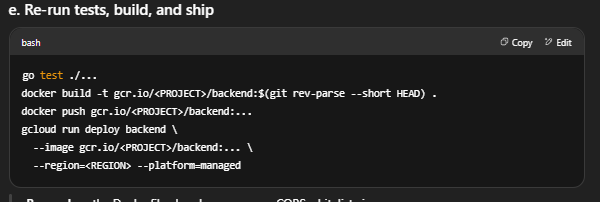 e. Re-run tests, build, and ship
bash
Copy Edit
go test ./...
docker build -t gcr.io/<PROJECT>/backend:$(git rev-parse --short HEAD) .
docker push gcr.io/<PROJECT>/backend:...
gcloud run deploy backend \
--image gcr.io/<PROJECT>/backend:... \
--region=<REGION> --platform=managed